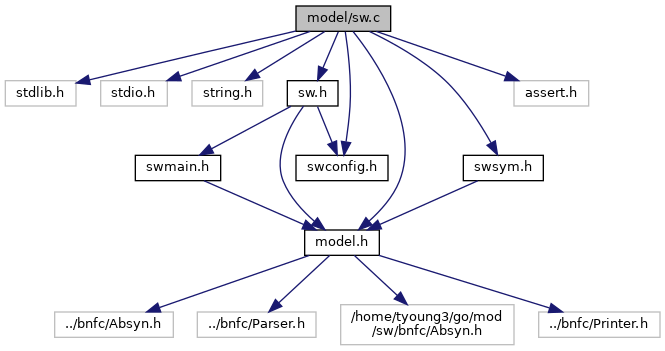 model/sw.c
stdlib.h
stdio.h
string.h
sw.h
assert.h
swmain.h
swconfig.h
swsym.h
model.h
../bnfc/Absyn.h
../bnfc/Parser.h
/home/tyoung3/go/mod
/sw/bnfc/Absyn.h
../bnfc/Printer.h